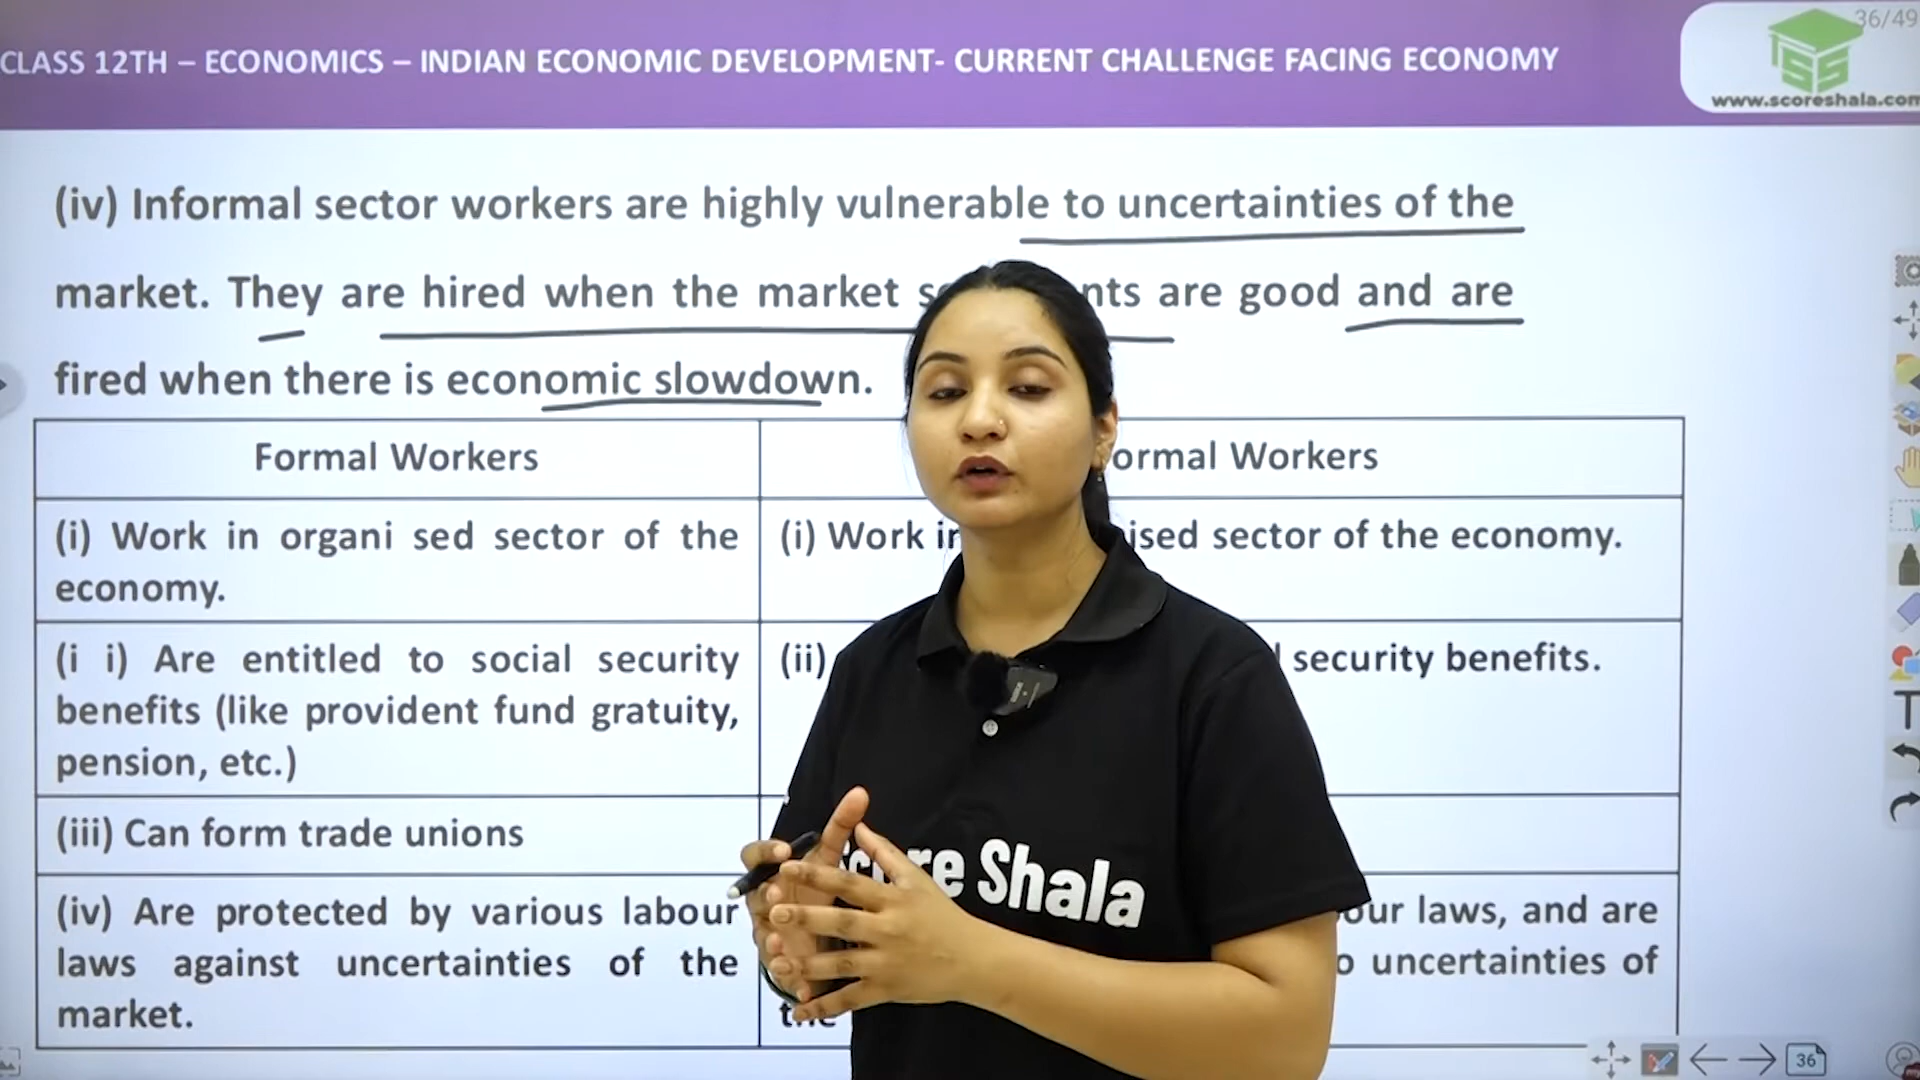 CLASS 12TH – ECONOMICS – INDIAN ECONOMIC DEVELOPMENT- CURRENT CHALLENGE FACING ECONOMY
36/49
www.scoreshala.com
(iv) Informal sector workers are highly vulnerable to uncertainties of the
market. They are hired when the market are good and are
fired when there is economic slowdown.
Formal Workers
ormal Workers
(i) Work in organi sed sector of the
economy.
(i) Work in sector of the economy.
(i i) Are entitled to social security
benefits (like provident fund gratuity,
pension, etc.)
(ii) security benefits.
(iii) Can form trade unions
(iv) Are protected by various labour
laws against uncertainties of the
market.
our laws, and are
uncertainties of
Score Shala
36